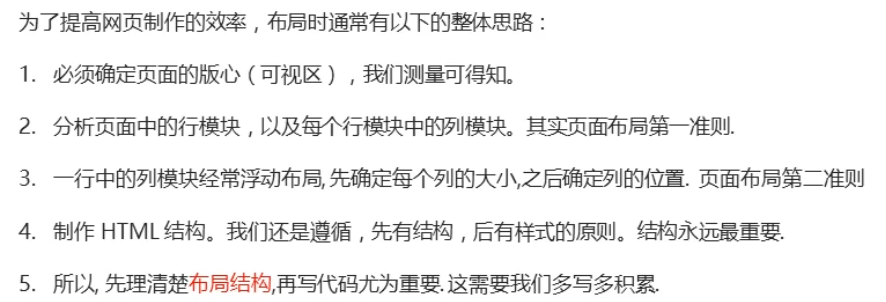 为了提高网页制作的效率，布局时通常有以下的整体思路：
1. 必须确定页面的版心（可视区），我们测量可得知。
2. 分析页面中的行模块，以及每个行模块中的列模块。其实页面布局第一准则.
3. 一行中的列模块经常浮动布局,先确定每个列的大小,之后确定列的位置. 页面布局第二准则
4. 制作 HTML 结构。我们还是遵循，先有结构，后有样式的原则。结构永远最重要.
5. 所以, 先理清楚布局结构,再写代码尤为重要.这需要我们多写多积累.